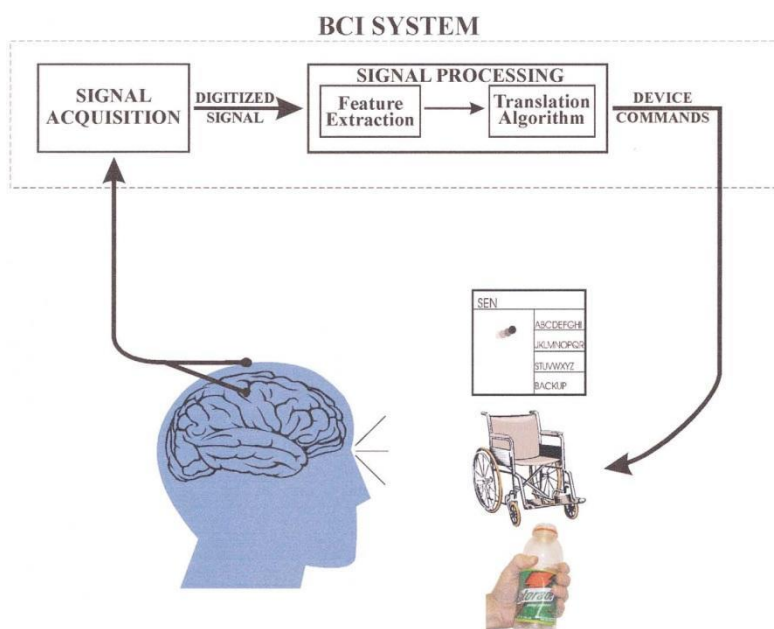 BCI SYSTEM
SIGNAL
ACQUISITION
DIGITIZED
SIGNAL
SIGNAL PROCESSING
Feature
Extraction
Translation
Algorithm
DEVICE
COMMANDS
SEN
ABCDEFGHI
JKLMNOPQR
STUVWXYZ
BACKUP